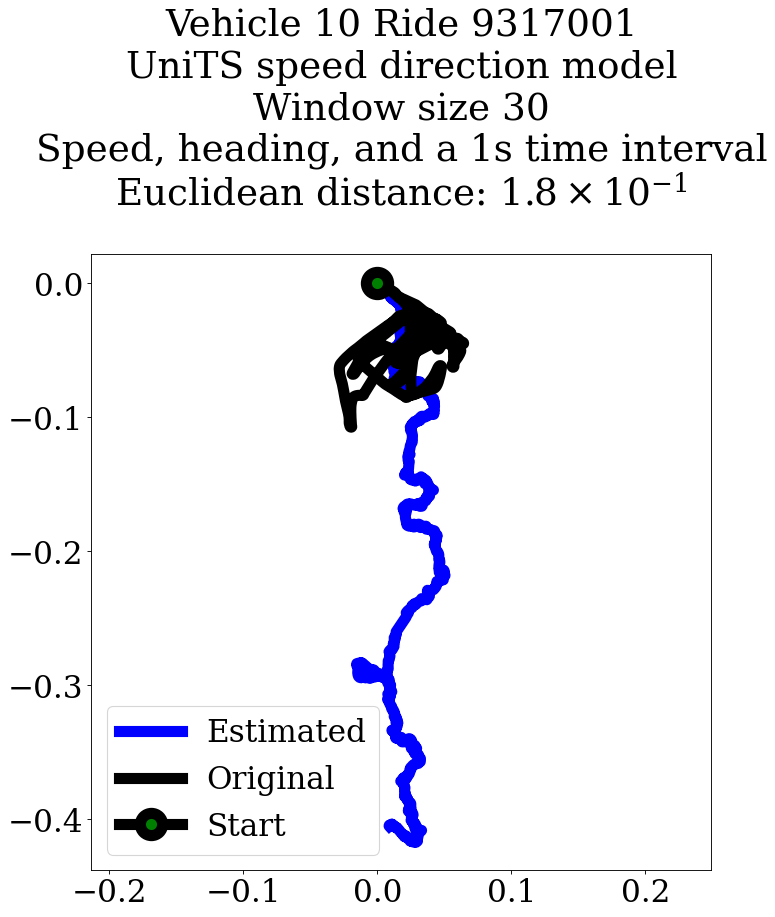 Vehicle 10 Ride 9317001
UniTS speed direction model
Window size 30
Speed, heading, and a 1s time interval
Euclidean distance: 1.8 × 10⁻¹
0.0
−0.1
−0.2
−0.3
−0.4
Estimated
Original
Start
−0.2 −0.1 0.0 0.1 0.2